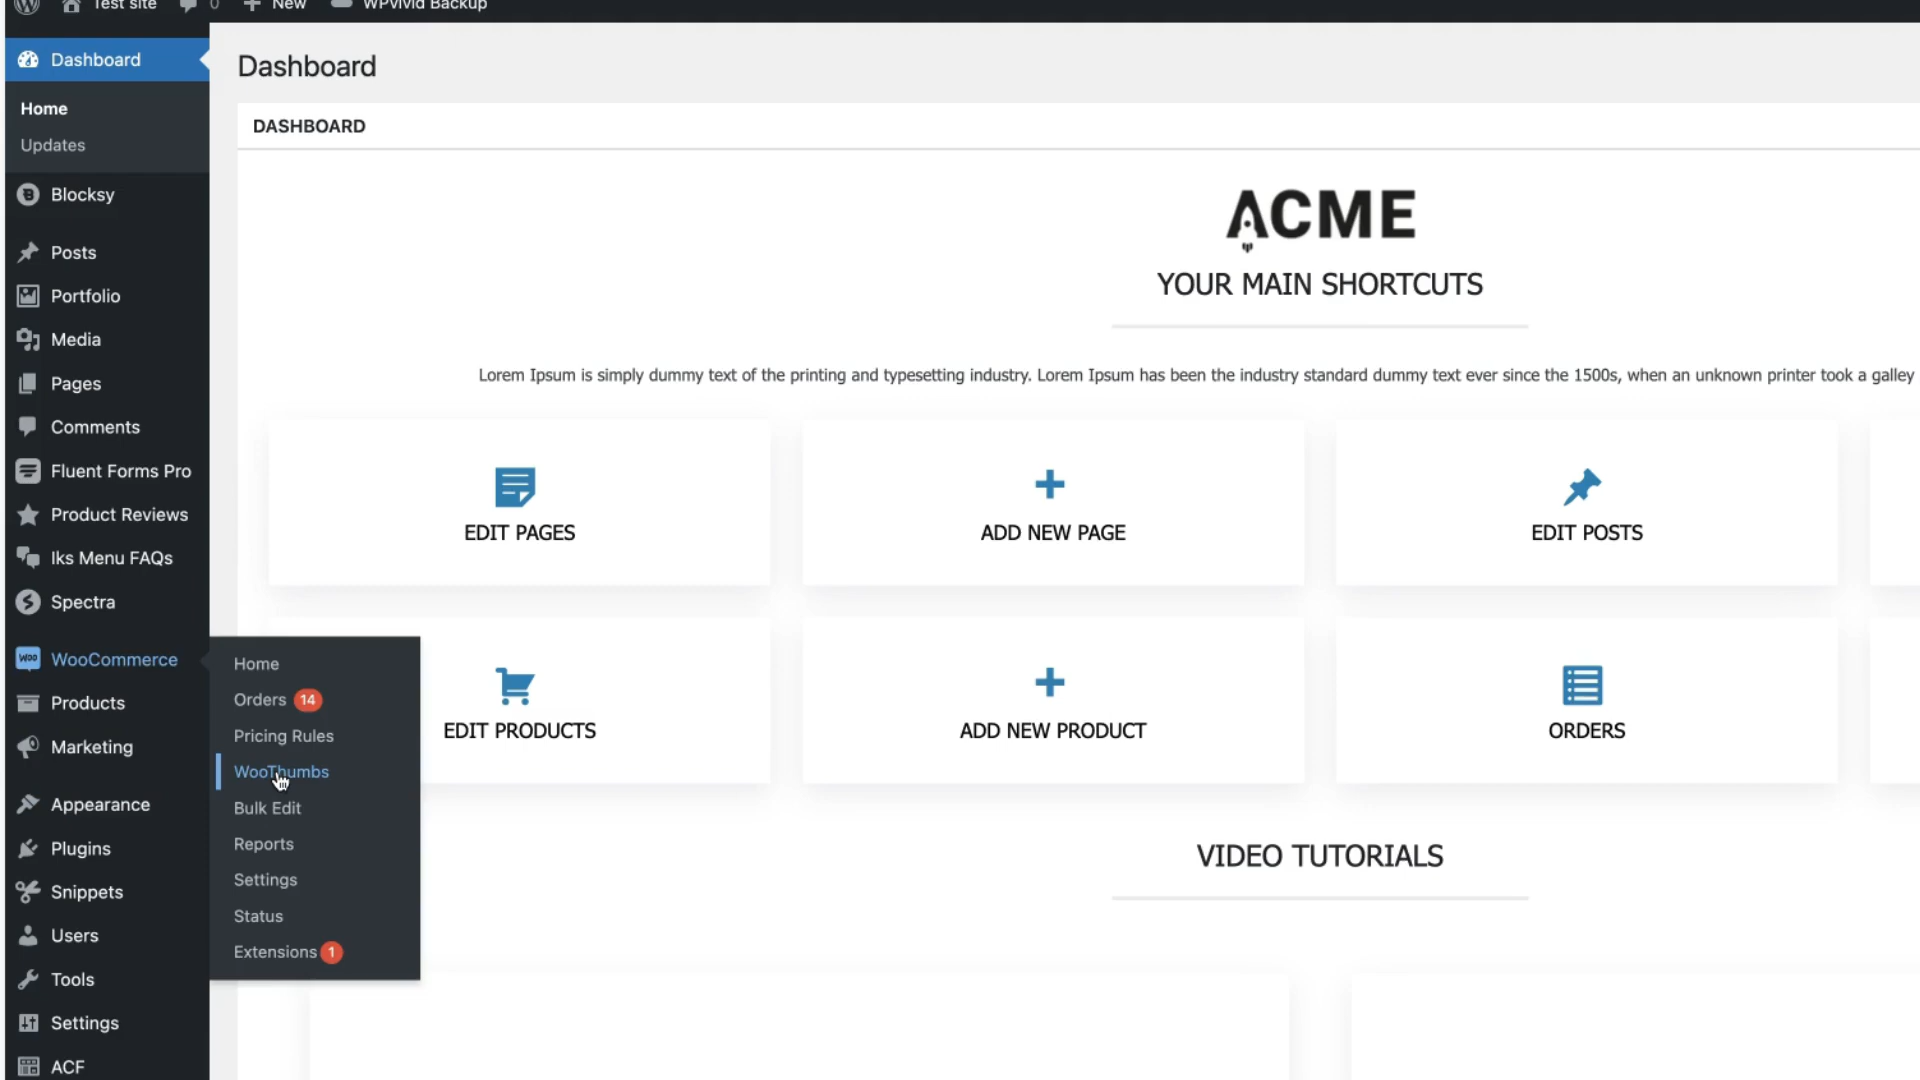 Test site 0 New WPvivid Backup
Dashboard
Home
Updates
Blocksy
Posts
Portfolio
Media
Pages
Comments
Fluent Forms Pro
Product Reviews
Iks Menu FAQs
Spectra
WooCommerce
Products
Marketing
Appearance
Plugins
Snippets
Users
Tools
Settings
ACF
Home
Orders 14
Pricing Rules
WooThumbs
Bulk Edit
Reports
Settings
Status
Extensions 1
Dashboard
DASHBOARD
ACME
YOUR MAIN SHORTCUTS
Lorem Ipsum is simply dummy text of the printing and typesetting industry. Lorem Ipsum has been the industry standard dummy text ever since the 1500s, when an unknown printer took a galley
EDIT PAGES
ADD NEW PAGE
EDIT POSTS
EDIT PRODUCTS
ADD NEW PRODUCT
ORDERS
VIDEO TUTORIALS